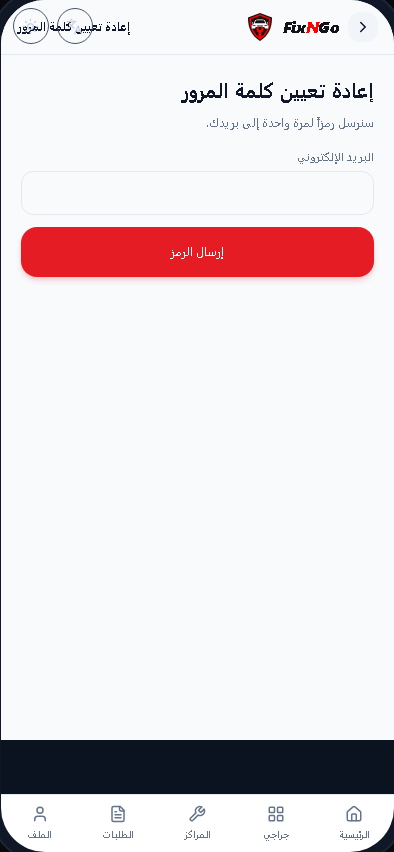 FixNGo
إعادة تعيين كلمة المرور
إعادة تعيين كلمة المرور
سنرسل رمزاً لمرة واحدة إلى بريدك.
البريد الإلكتروني
إرسال الرمز
الرئيسية
جراجي
المراكز
الطلبات
الملف